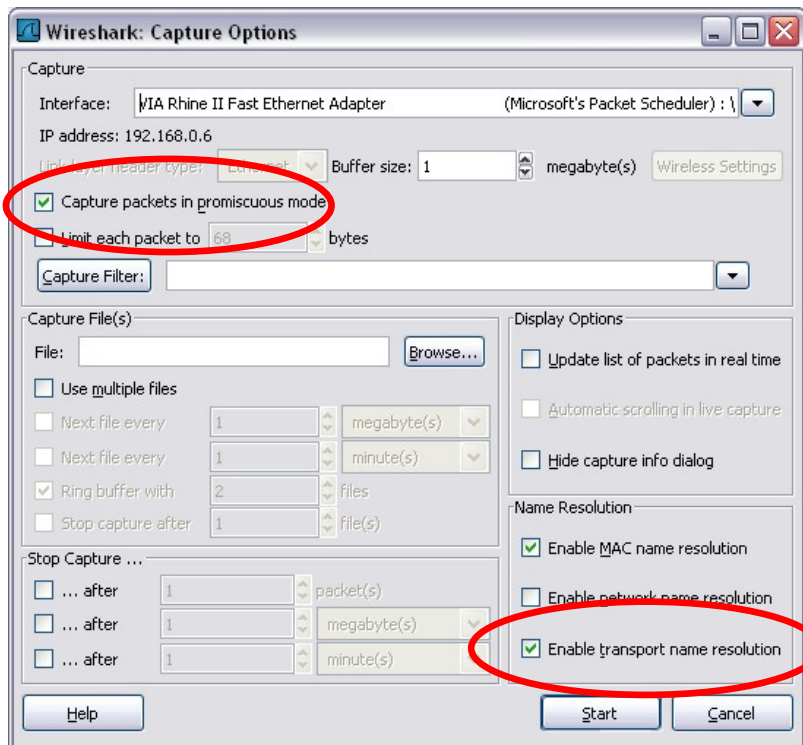 Wireshark: Capture Options
Capture
Interface: VIA Rhine II Fast Ethernet Adapter (Microsoft's Packet Scheduler) : \
IP address: 192.168.0.6
Link-layer header type: Ethernet Buffer size: 1 megabyte(s) Wireless Settings
Capture packets in promiscuous mode
Limit each packet to 68 bytes
Capture Filter:
Capture File(s)
File: Browse...
Use multiple files
Next file every 1 megabyte(s)
Next file every 1 minute(s)
Ring buffer with 2 files
Stop capture after 1 file(s)
Stop Capture ...
... after 1 packet(s)
... after 1 megabyte(s)
... after 1 minute(s)
Display Options
Update list of packets in real time
Automatic scrolling in live capture
Hide capture info dialog
Name Resolution
Enable MAC name resolution
Enable network name resolution
Enable transport name resolution
Help Start Cancel